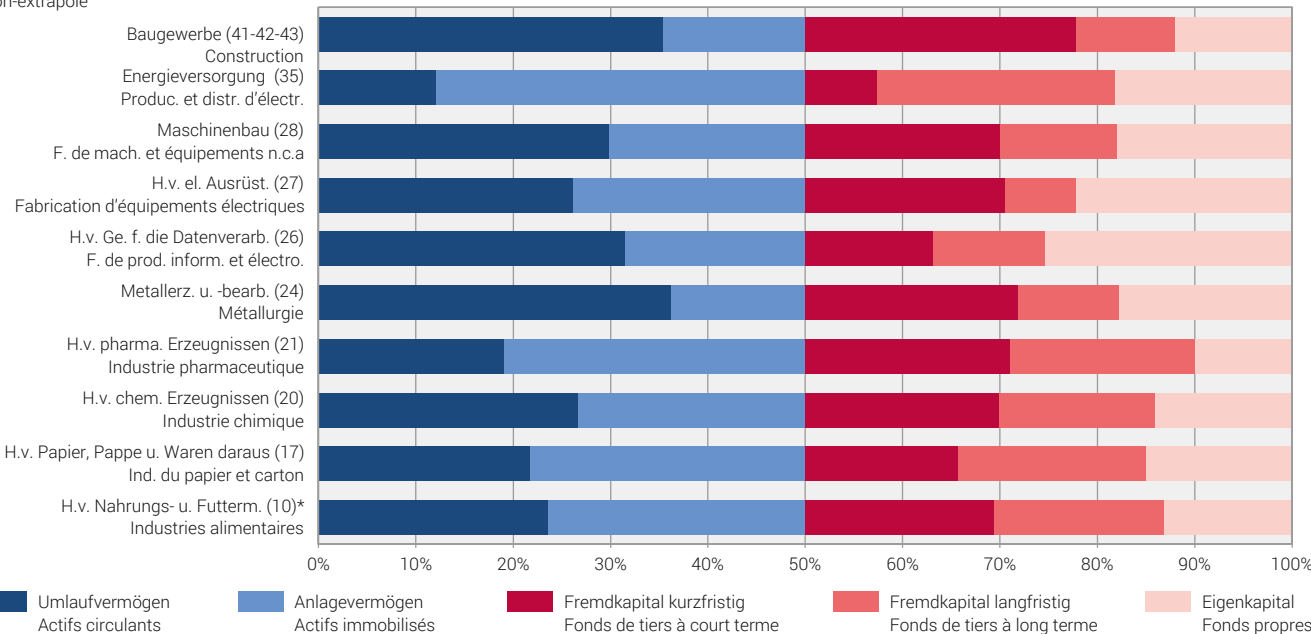 Baugewerbe (41-42-43)
Construction
Energieversorgung (35)
Produc. et distr. d'électr.
Maschinenbau (28)
F. de mach. et équipements n.c.a
H.v. el. Ausrüst. (27)
Fabrication d'équipements électriques
H.v. Ge. f. die Datenverarb. (26)
F. de prod. inform. et électro.
Metallerz. u. -bearb. (24)
Métallurgie
H.v. pharma. Erzeugnissen (21)
Industrie pharmaceutique
H.v. chem. Erzeugnissen (20)
Industrie chimique
H.v. Papier, Pappe u. Waren daraus (17)
Ind. du papier et carton
H.v. Nahrungs- u. Futterm. (10)*
Industries alimentaires
0% 10% 20% 30% 40% 50% 60% 70% 80% 90% 100%
Umlaufvermögen Anlagevermögen Fremdkapital kurzfristig Fremdkapital langfristig Eigenkapital
Actifs circulants Actifs immobilisés Fonds de tiers à court terme Fonds de tiers à long terme Fonds propres